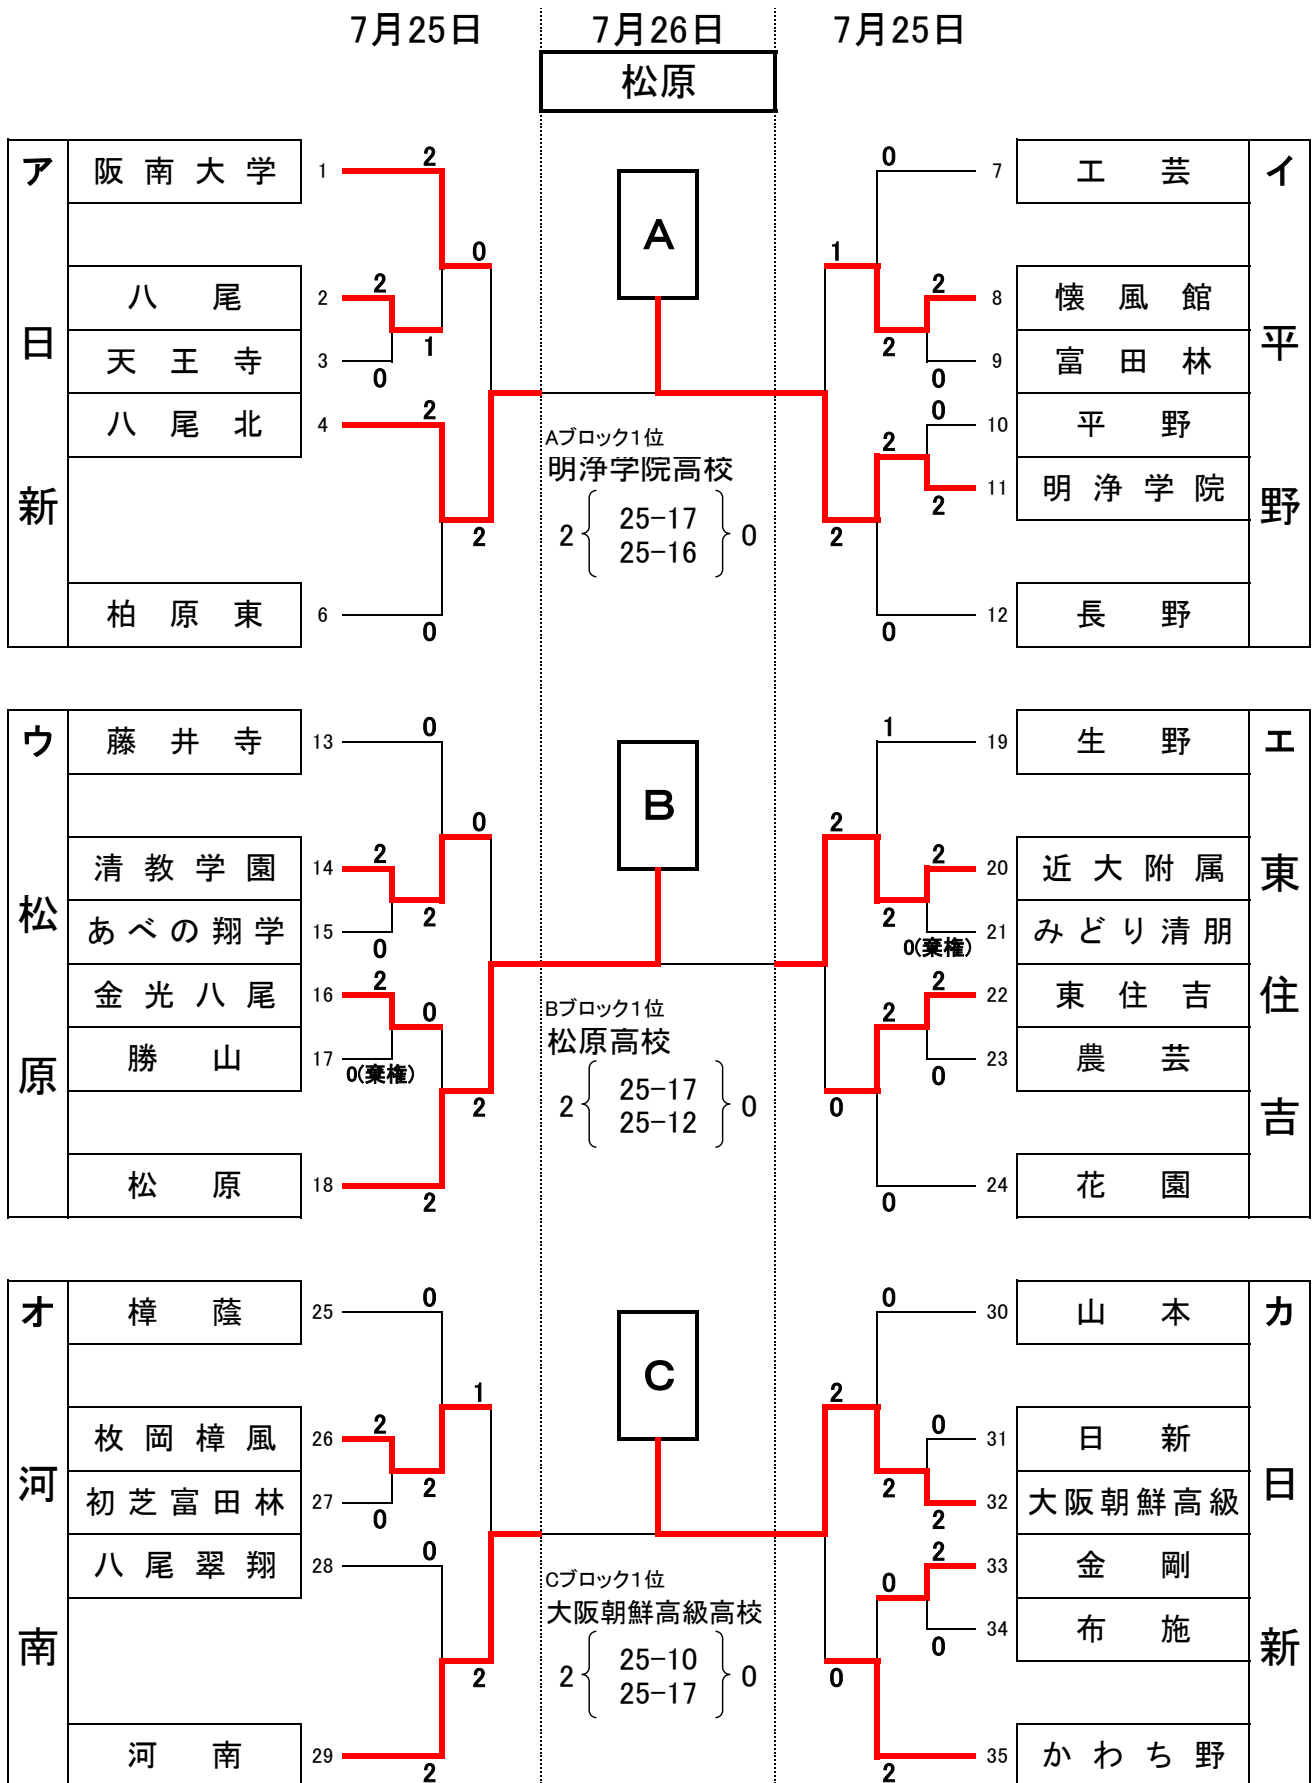 7月25日 7月26日 7月25日
松原
ア 日新
阪南大学 1 2
0
八尾 2 2
1
天王寺 3 0
八尾北 4 2
2
柏原東 6 0
A
イ 平野
0 7 工芸
1
2 8 懐風館
2
0 9 富田林
0 10 平野
2
2 11 明浄学院
2
0 12 長野
Aブロック1位
明浄学院高校
2 { 25-17 25-16 } 0
ウ 松原
藤井寺 13 0
0
清教学園 14 2
2
あべの翔学 15 0
金光八尾 16 2
0
勝山 17 0(棄権)
2
松原 18 2
B
エ 東住吉
1 19 生野
2
2 20 近大附属
2
0(棄権) 21 みどり清朋
2 22 東住吉
2
0 23 農芸
0
0 24 花園
Bブロック1位
松原高校
2 { 25-17 25-12 } 0
オ 河南
樟蔭 25 0
1
枚岡樟風 26 2
2
初芝富田林 27 0
八尾翠翔 28 0
2
河南 29 2
C
カ 日新
0 30 山本
2
0 31 日新
2
2 32 大阪朝鮮高級
2 33 金剛
0
0 34 布施
0
2 35 かわち野
Cブロック1位
大阪朝鮮高級高校
2 { 25-10 25-17 } 0